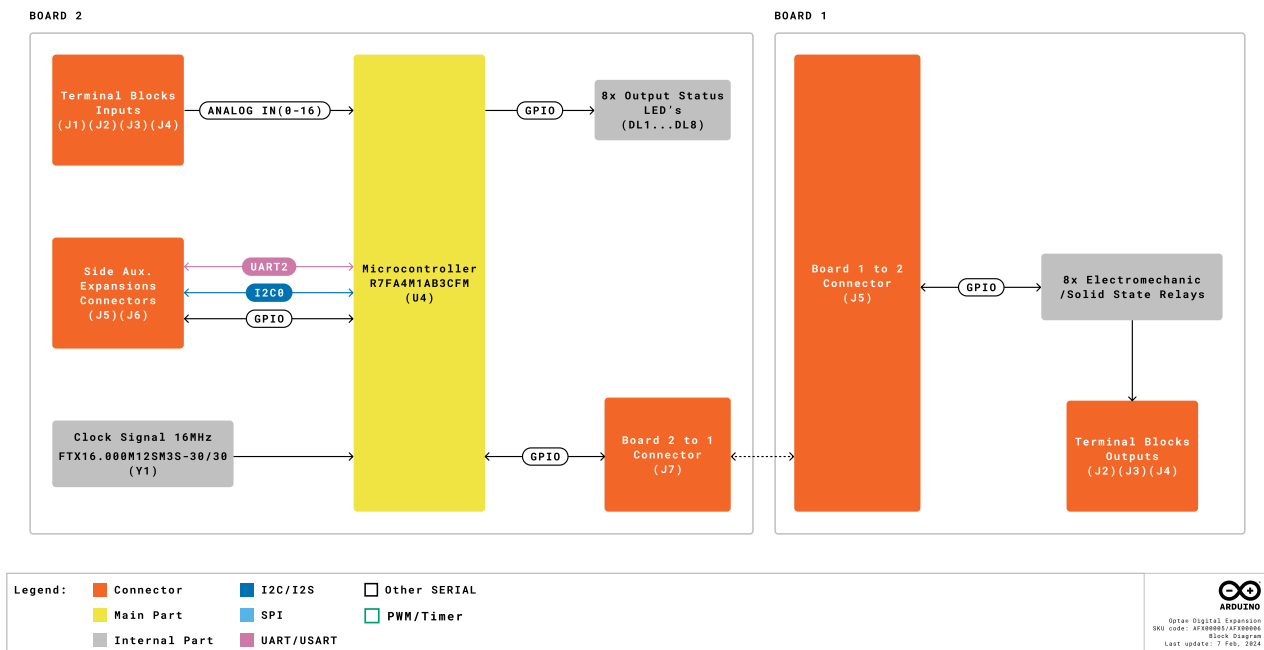 BOARD 2
Terminal Blocks
Inputs
(J1)(J2)(J3)(J4)
ANALOG IN(0-16)
GPIO
8x Output Status
LED's
(DL1...DL8)
Side Aux.
Expansions
Connectors
(J5)(J6)
UART2
I2C0
GPIO
Microcontroller
R7FA4M1AB3CFM
(U4)
Clock Signal 16MHz
FTX16.000M12SM3S-30/30
(Y1)
GPIO
Board 2 to 1
Connector
(J7)
BOARD 1
Board 1 to 2
Connector
(J5)
GPIO
8x Electromechanic
/Solid State Relays
Terminal Blocks
Outputs
(J2)(J3)(J4)
Legend:
Connector
Main Part
Internal Part
I2C/I2S
SPI
UART/USART
Other SERIAL
PWM/Timer
ARDUINO
Optan Digital Expansion
SKU code: AFX00005/AFX00006
Block Diagram
Last update: 7 Feb, 2024